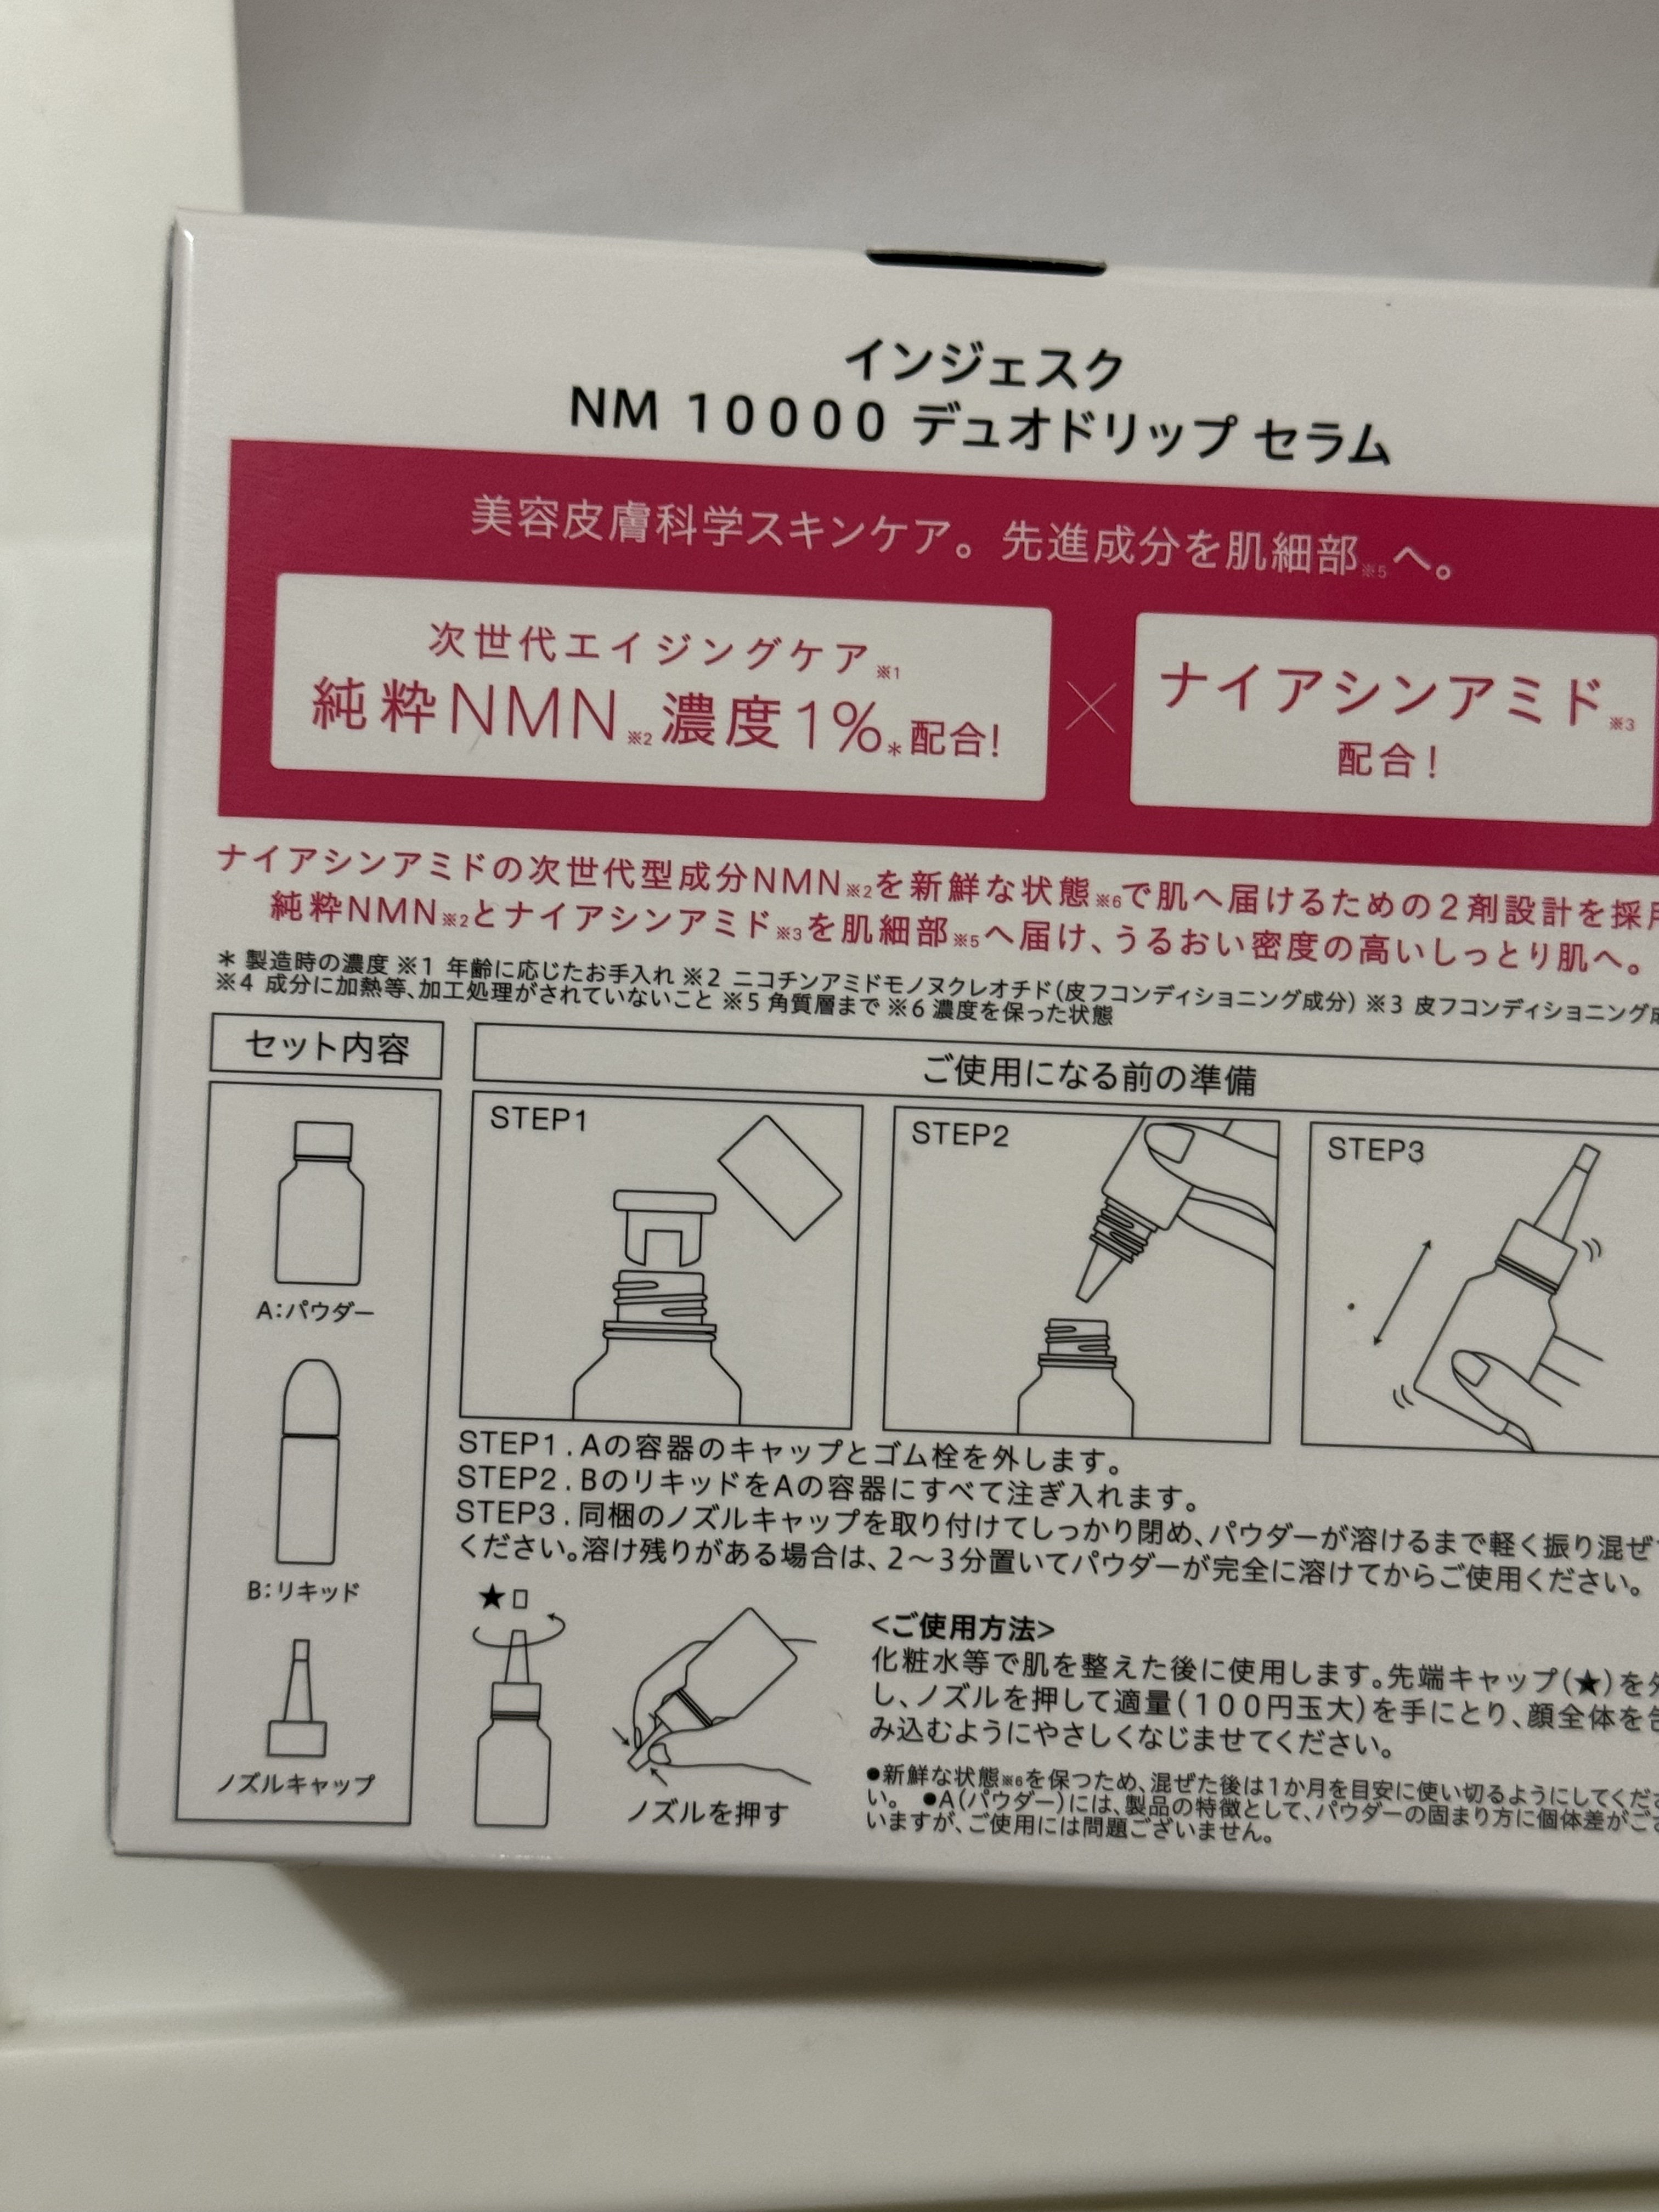 インジェスク
NM 10000 デュオドリップ セラム
美容皮膚科学スキンケア。先進成分を肌細部※5へ。
次世代エイジングケア※1
純粋NMN※2濃度1%*配合!
×
ナイアシンアミド※3
配合!
ナイアシンアミドの次世代型成分NMN※2を新鮮な状態※6で肌へ届けるための2剤設計を採用
純粋NMN※2とナイアシンアミド※3を肌細部※5へ届け、うるおい密度の高いしっとり肌へ。
* 製造時の濃度 ※1 年齢に応じたお手入れ ※2 ニコチンアミドモノヌクレオチド(皮フコンディショニング成分) ※3 皮フコンディショニング
※4 成分に加熱等、加工処理がされていないこと ※5 角質層まで ※6 濃度を保った状態
セット内容
A:パウダー
B:リキッド
ノズルキャップ
ご使用になる前の準備
STEP1
STEP2
STEP3
STEP1.Aの容器のキャップとゴム栓を外します。
STEP2.BのリキッドをAの容器にすべて注ぎ入れます。
STEP3.同梱のノズルキャップを取り付けてしっかり閉め、パウダーが溶けるまで軽く振り混ぜ
ください。溶け残りがある場合は、2〜3分置いてパウダーが完全に溶けてからご使用ください。
★
ノズルを押す
<ご使用方法>
化粧水等で肌を整えた後に使用します。先端キャップ(★)を
し、ノズルを押して適量(100円玉大)を手にとり、顔全体を
み込むようにやさしくなじませてください。
●新鮮な状態※6を保つため、混ぜた後は1か月を目安に使い切るようにしてくだ
い。 ●A(パウダー)には、製品の特徴として、パウダーの固まり方に個体差がご
いますが、ご使用には問題ございません。